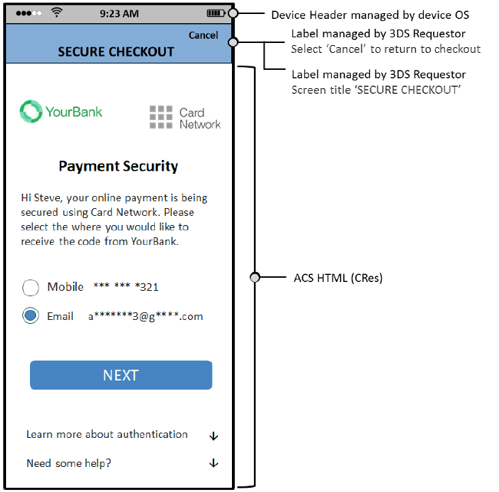 9:23 AM
Device Header managed by device OS
Cancel
SECURE CHECKOUT
Label managed by 3DS Requestor
Select ‘Cancel’ to return to checkout
Label managed by 3DS Requestor
Screen title ‘SECURE CHECKOUT’
YourBank
Card
Network
Payment Security
Hi Steve, your online payment is being
secured using Card Network. Please
select the where you would like to
receive the code from YourBank.
Mobile *** *** *321
Email a*******3@g****.com
ACS HTML (CRes)
NEXT
Learn more about authentication
Need some help?